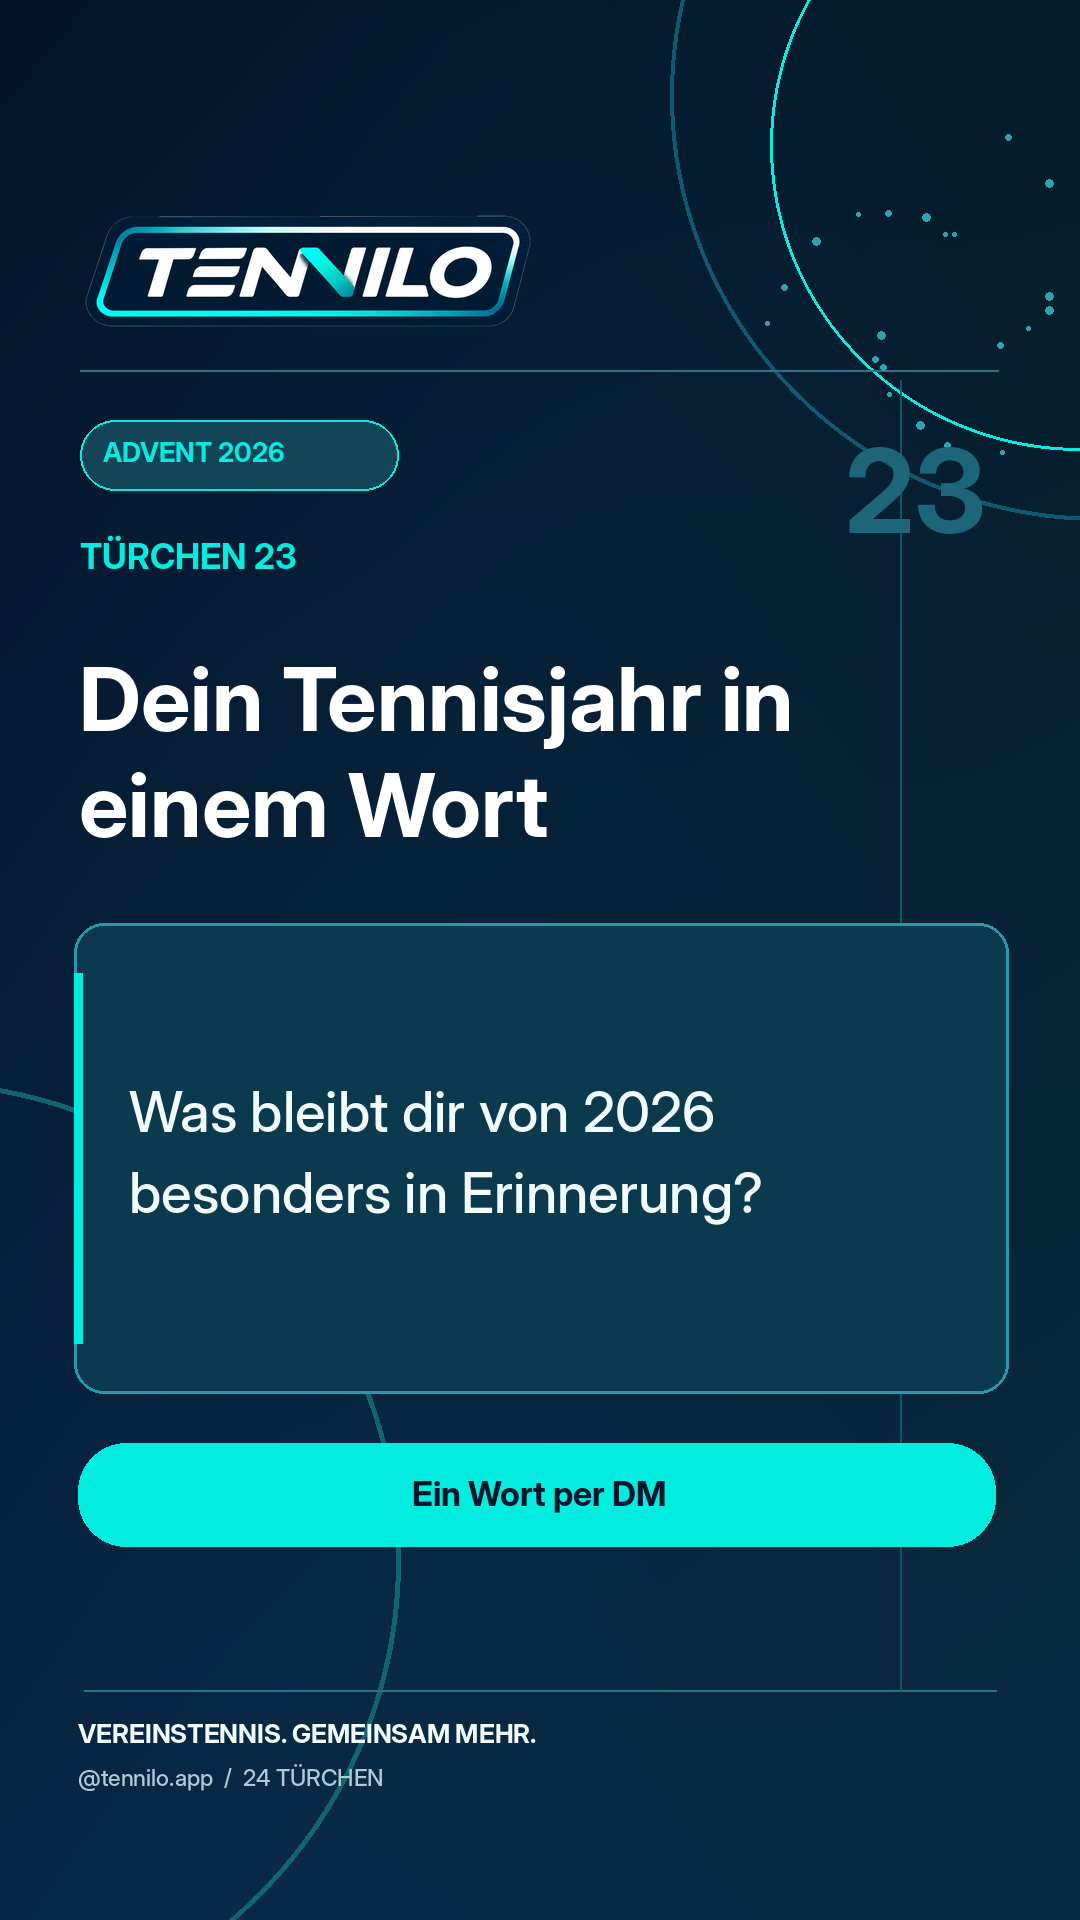 TENNILO
ADVENT 2026
23
TÜRCHEN 23
Dein Tennisjahr in
einem Wort
Was bleibt dir von 2026
besonders in Erinnerung?
Ein Wort per DM
VEREINSTENNIS. GEMEINSAM MEHR.
@tennilo.app / 24 TÜRCHEN